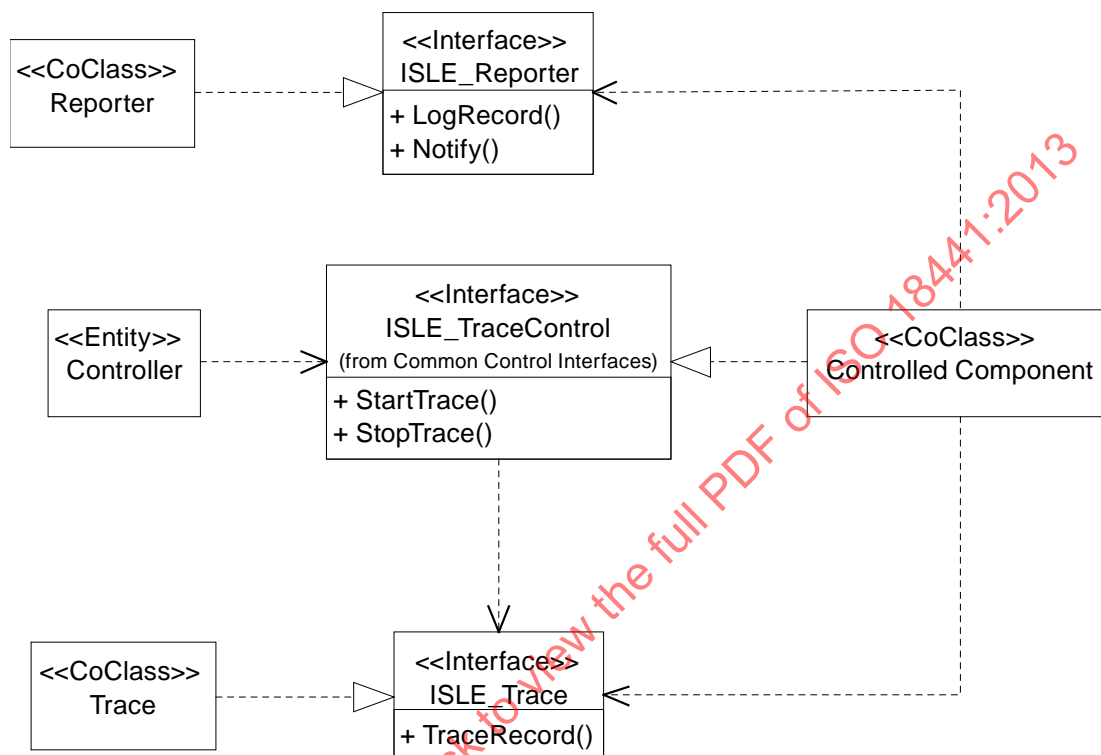 <<Interface>>
ISLE_Reporter
+ LogRecord()
+ Notify()
<<CoClass>>
Reporter
<<Interface>>
ISLE_TraceControl
(from Common Control Interfaces)
+ StartTrace()
+ StopTrace()
<<Entity>>
Controller
<<CoClass>>
Controlled Component
<<CoClass>>
Trace
<<Interface>>
ISLE_Trace
+ TraceRecord()
to view the full PDF of ISO 18441:2013